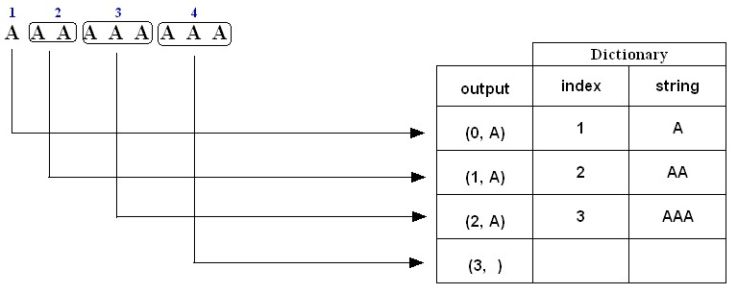 1 2 3 4
A A A A A A A A A
Dictionary
output index string
(0, A) 1 A
(1, A) 2 AA
(2, A) 3 AAA
(3, )